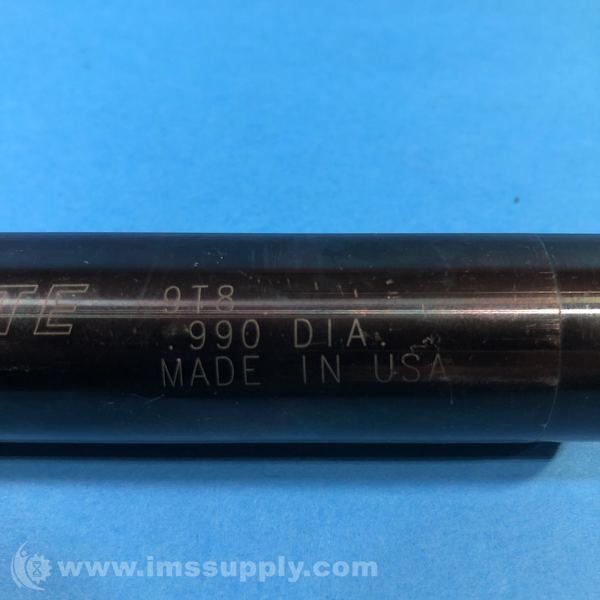 TE
9T8
.990 DIA.
MADE IN USA
www.imssupply.com